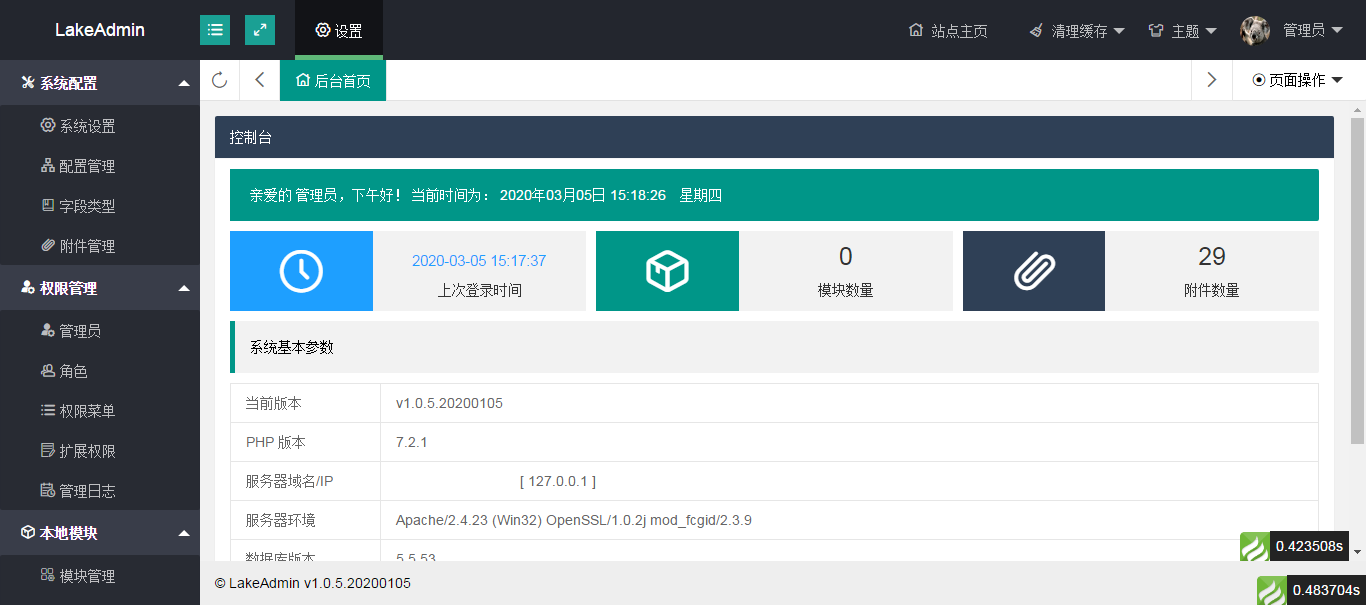 LakeAdmin
设置
站点主页
清理缓存
主题
管理员
系统配置
系统设置
配置管理
字段类型
附件管理
权限管理
管理员
角色
权限菜单
扩展权限
管理日志
本地模块
模块管理
后台首页
页面操作
控制台
亲爱的 管理员，下午好！ 当前时间为： 2020年03月05日 15:18:26 星期四
2020-03-05 15:17:37
上次登录时间
0
模块数量
29
附件数量
系统基本参数
当前版本 v1.0.5.20200105
PHP 版本 7.2.1
服务器域名/IP [ 127.0.0.1 ]
服务器环境 Apache/2.4.23 (Win32) OpenSSL/1.0.2j mod_fcgid/2.3.9
数据库版本 5.5.53
0.423508s
© LakeAdmin v1.0.5.20200105
0.483704s